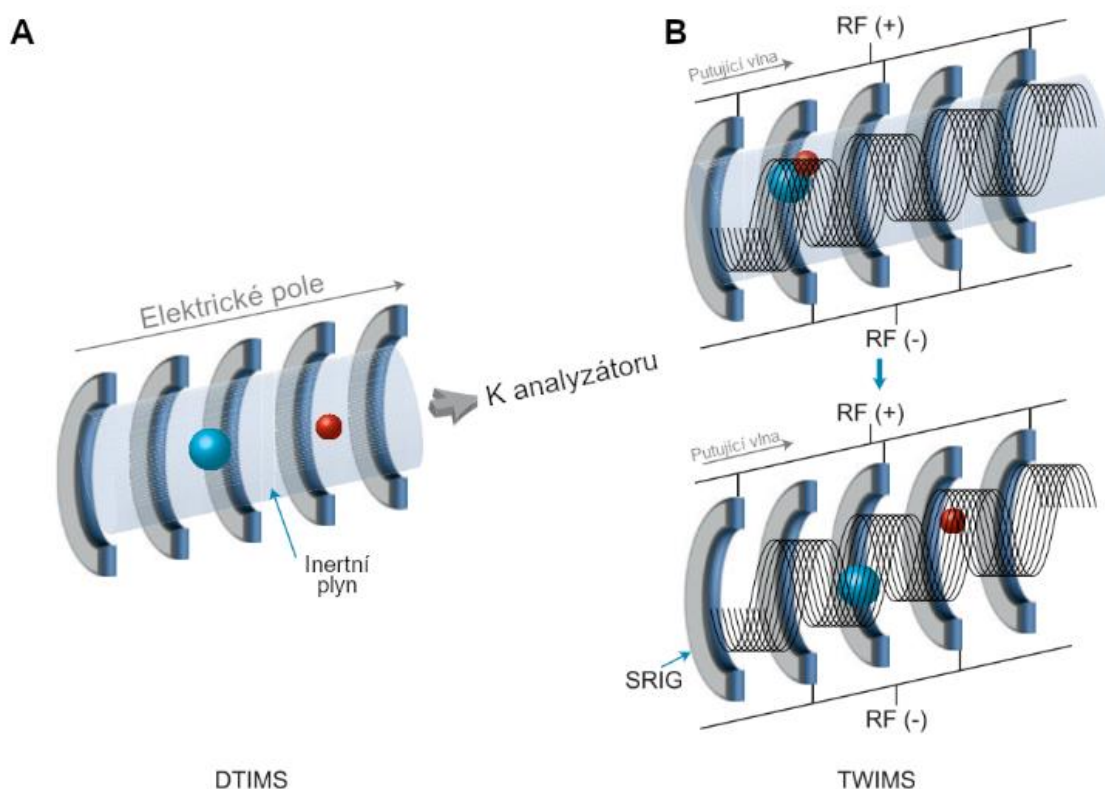 A
Elektrické pole
Inertní
plyn
K analyzátoru
DTIMS
B
RF (+)
Putující vlna
RF (-)
RF (+)
Putující vlna
SRIG
RF (-)
TWIMS